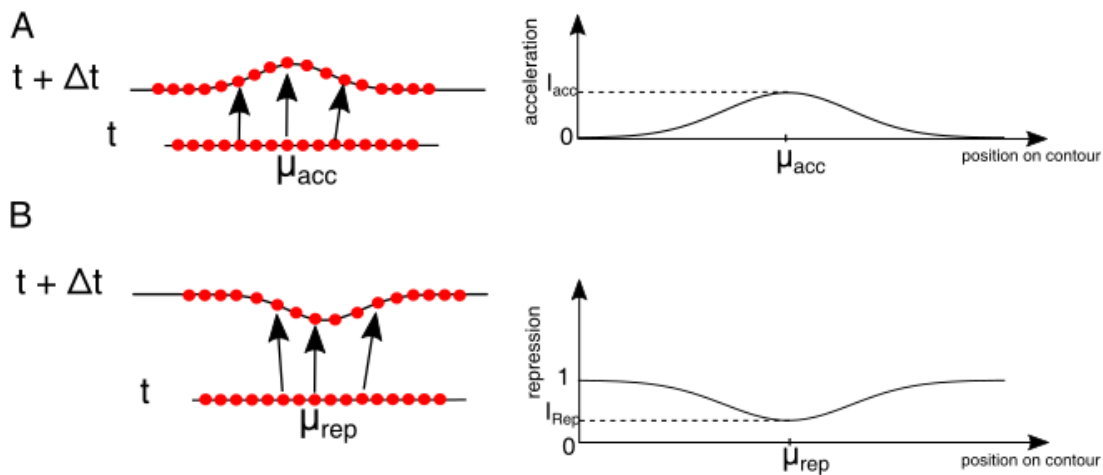 A
t + Δt
t
μacc
acceleration
Iacc
0
μacc
position on contour
B
t + Δt
t
μrep
repression
1
IRep
0
μrep
position on contour